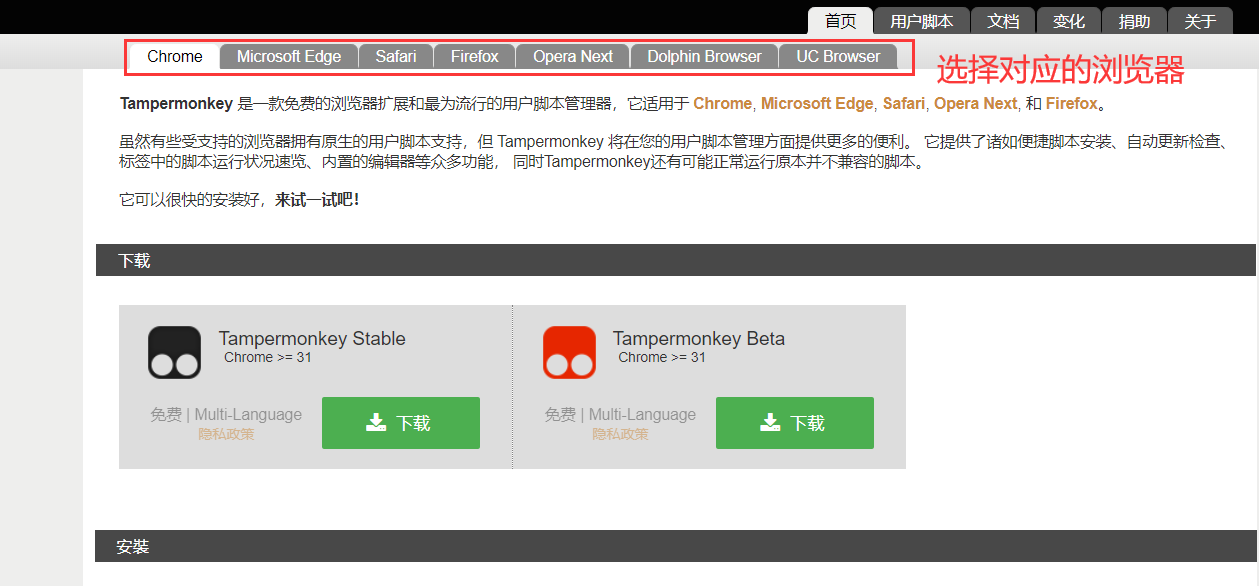 首页 用户脚本 文档 变化 捐助 关于
Chrome Microsoft Edge Safari Firefox Opera Next Dolphin Browser UC Browser
选择对应的浏览器
Tampermonkey 是一款免费的浏览器扩展和最为流行的用户脚本管理器，它适用于 Chrome, Microsoft Edge, Safari, Opera Next, 和 Firefox。
虽然有些受支持的浏览器拥有原生的用户脚本支持，但 Tampermonkey 将在您的用户脚本管理方面提供更多的便利。 它提供了诸如便捷脚本安装、自动更新检查、
标签中的脚本运行状况速览、内置的编辑器等众多功能， 同时Tampermonkey还有可能正常运行原本并不兼容的脚本。
它可以很快的安装好，来试一试吧！
下载
Tampermonkey Stable
Chrome >= 31
免费 | Multi-Language
隐私政策
下载
Tampermonkey Beta
Chrome >= 31
免费 | Multi-Language
隐私政策
下载
安裝